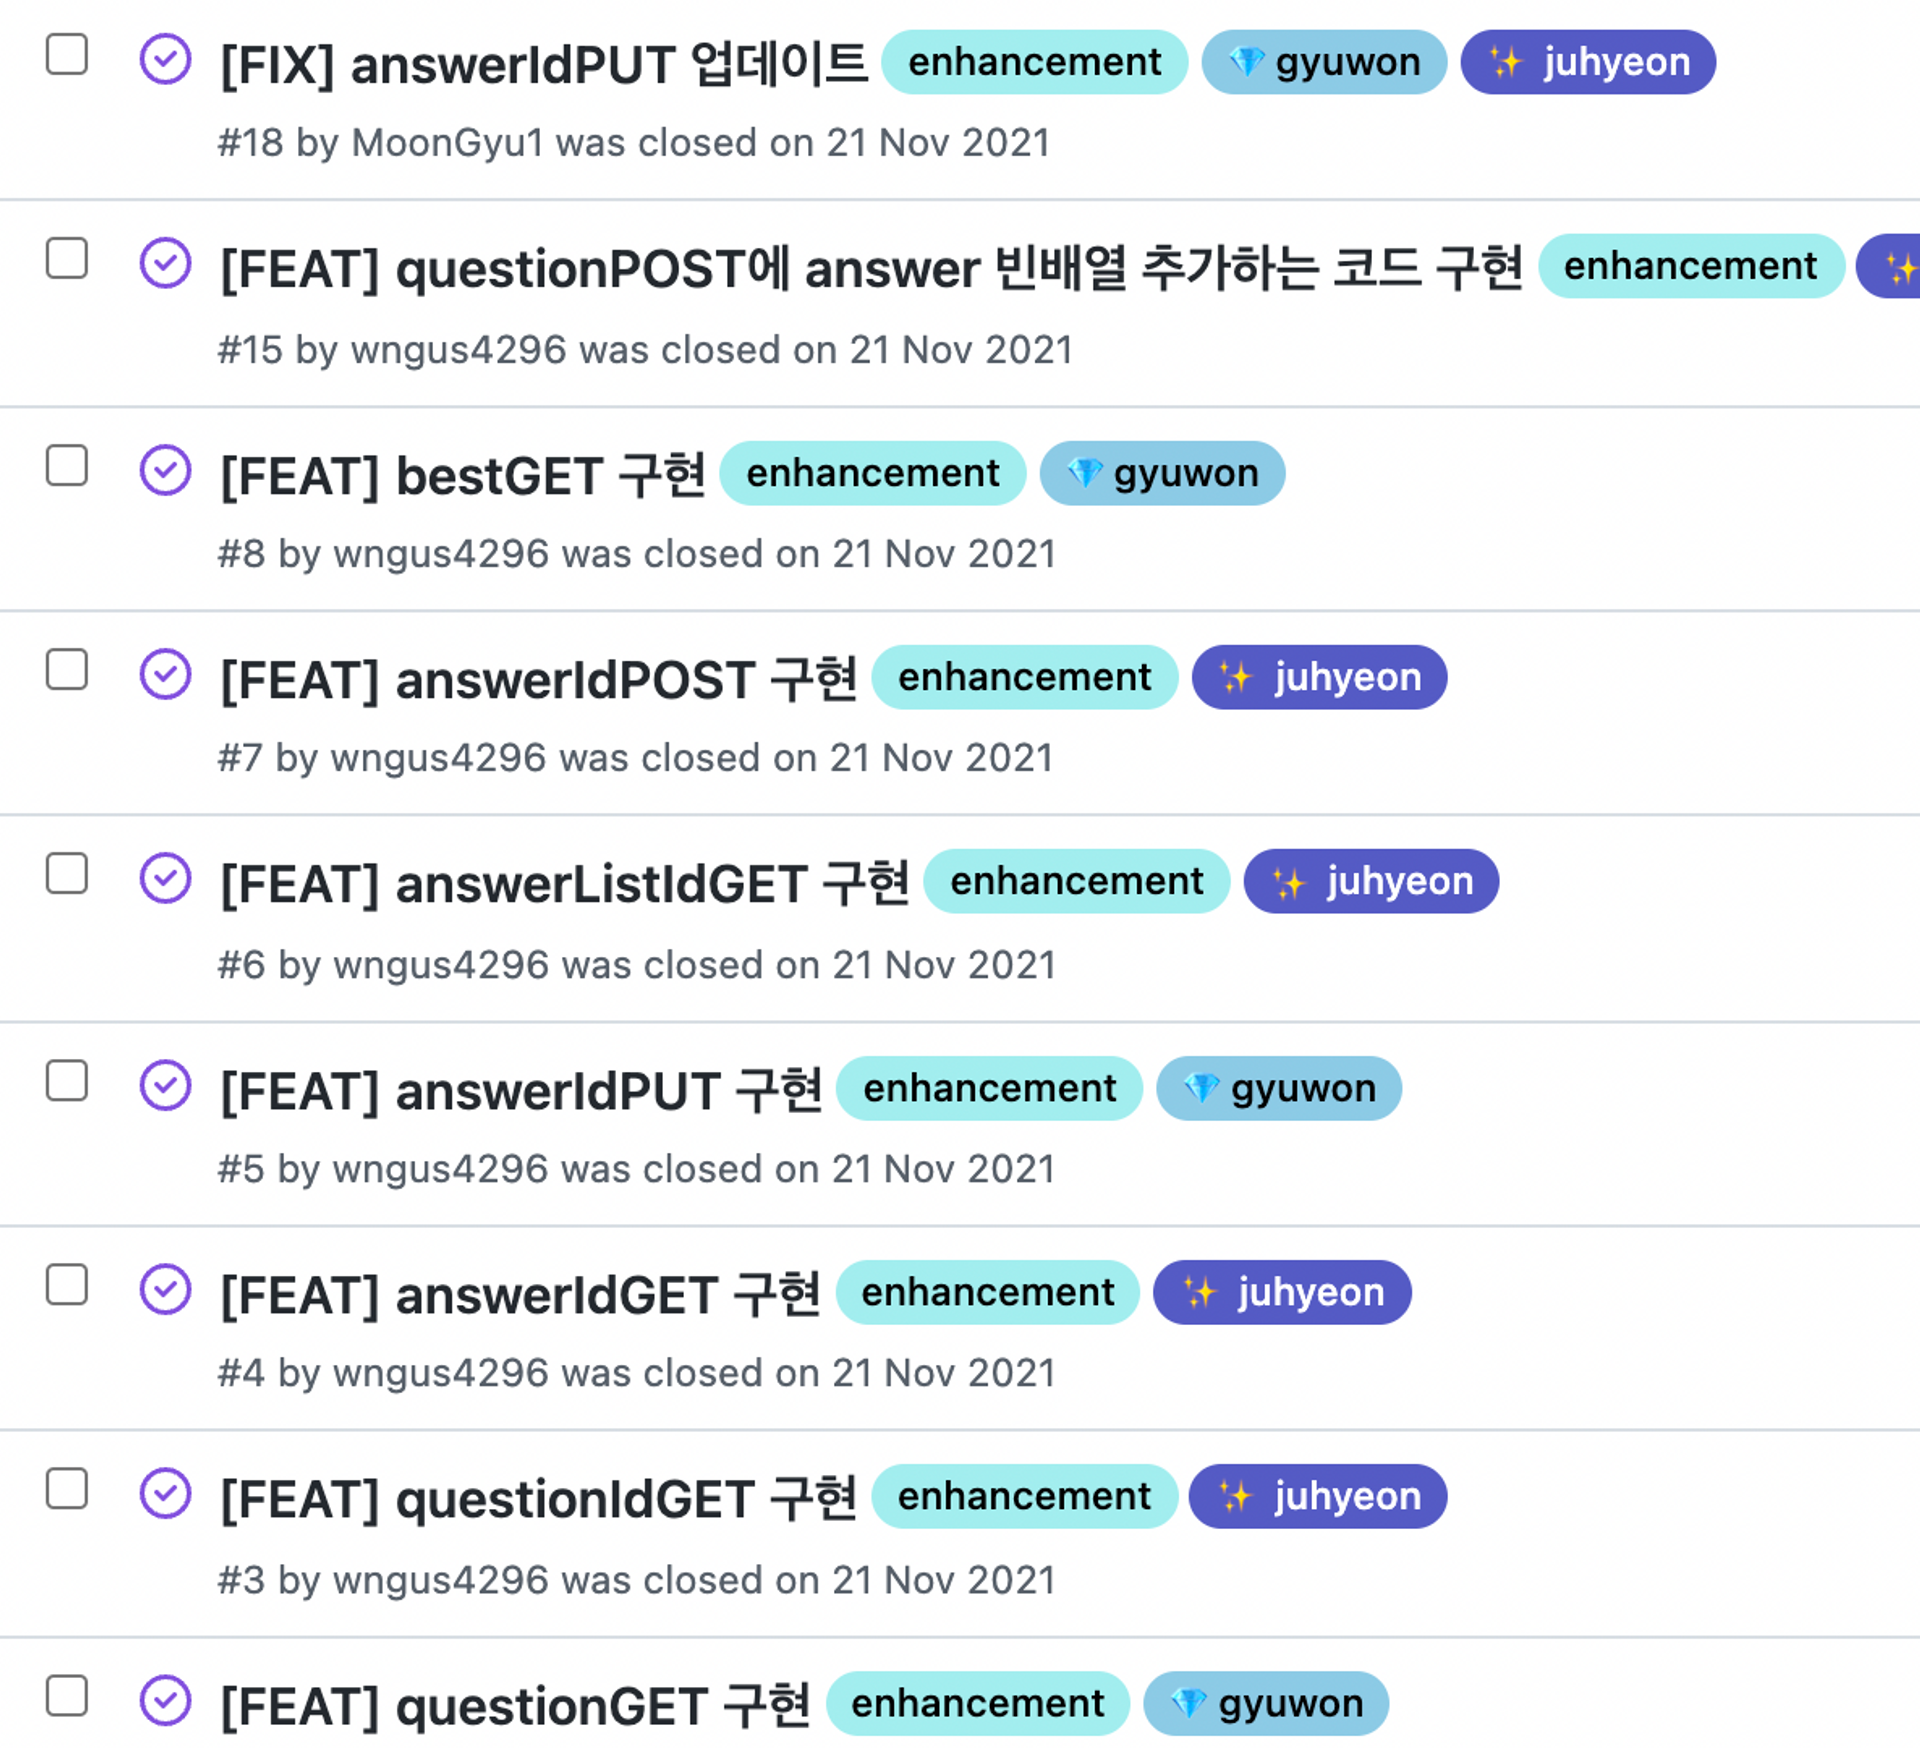 [FIX] answerIdPUT 업데이트 enhancement 💎 gyuwon ✨ juhyeon
#18 by MoonGyu1 was closed on 21 Nov 2021
[FEAT] questionPOST에 answer 빈배열 추가하는 코드 구현 enhancement ✨
#15 by wngus4296 was closed on 21 Nov 2021
[FEAT] bestGET 구현 enhancement 💎 gyuwon
#8 by wngus4296 was closed on 21 Nov 2021
[FEAT] answerIdPOST 구현 enhancement ✨ juhyeon
#7 by wngus4296 was closed on 21 Nov 2021
[FEAT] answerListIdGET 구현 enhancement ✨ juhyeon
#6 by wngus4296 was closed on 21 Nov 2021
[FEAT] answerIdPUT 구현 enhancement 💎 gyuwon
#5 by wngus4296 was closed on 21 Nov 2021
[FEAT] answerIdGET 구현 enhancement ✨ juhyeon
#4 by wngus4296 was closed on 21 Nov 2021
[FEAT] questionIdGET 구현 enhancement ✨ juhyeon
#3 by wngus4296 was closed on 21 Nov 2021
[FEAT] questionGET 구현 enhancement 💎 gyuwon